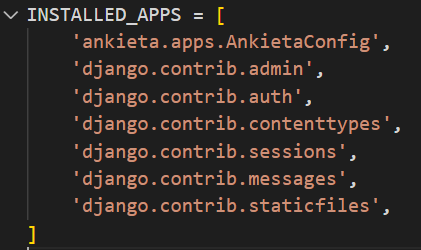 INSTALLED_APPS = [
    'ankieta.apps.AnkietaConfig',
    'django.contrib.admin',
    'django.contrib.auth',
    'django.contrib.contenttypes',
    'django.contrib.sessions',
    'django.contrib.messages',
    'django.contrib.staticfiles',
]